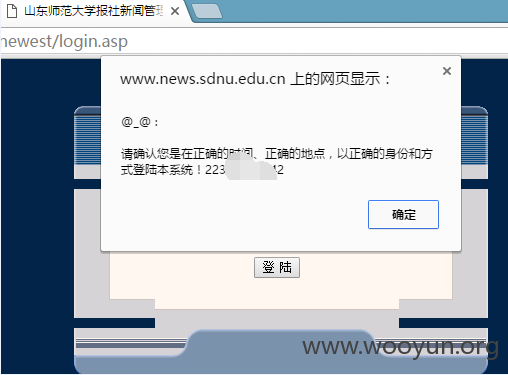 山东师范大学报社新闻管理
newest/login.asp
www.news.sdnu.edu.cn 上的网页显示：
@_@：
请确认您是在正确的时间、正确的地点，以正确的身份和方
式登陆本系统！223 42
确定
登 陆
www.wooyun.org